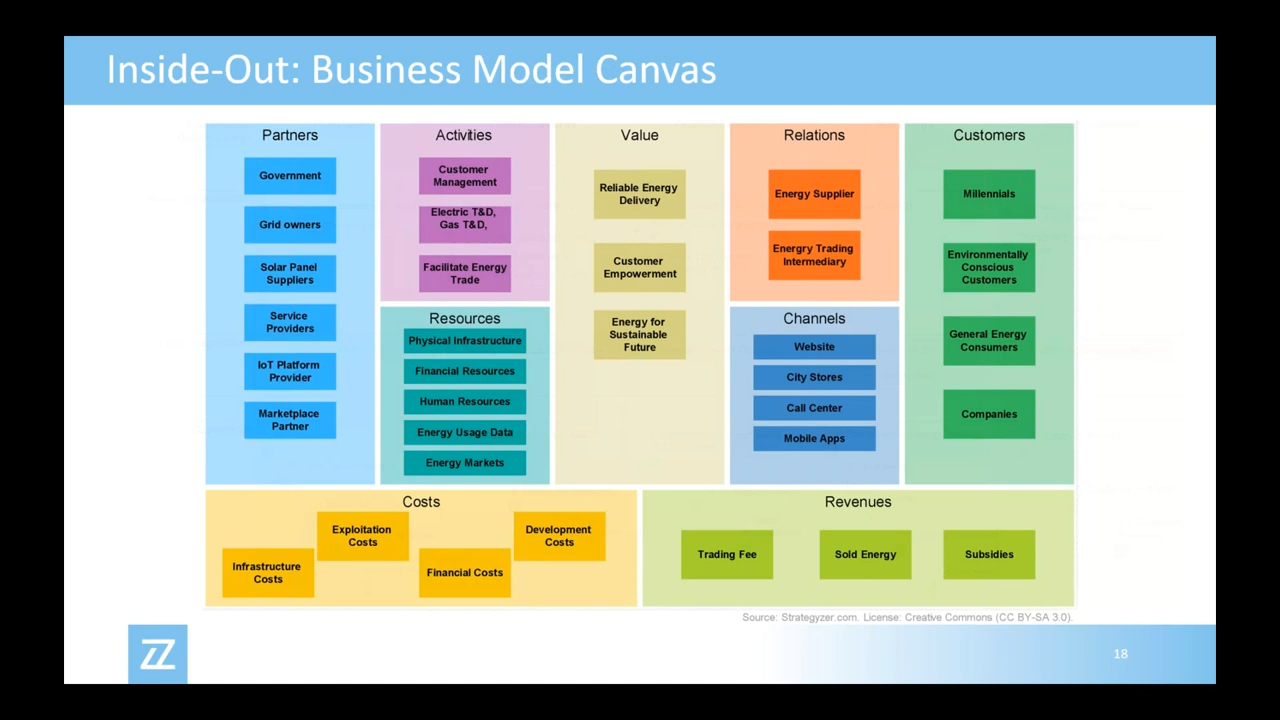 Inside-Out: Business Model Canvas
Partners
Government
Grid owners
Solar Panel
Suppliers
Service
Providers
IoT Platform
Provider
Marketplace
Partner
Activities
Customer
Management
Electric T&D,
Gas T&D,
Facilitate Energy
Trade
Resources
Physical Infrastructure
Financial Resources
Human Resources
Energy Usage Data
Energy Markets
Value
Reliable Energy
Delivery
Customer
Empowerment
Energy for
Sustainable
Future
Relations
Energy Supplier
Energry Trading
Intermediary
Channels
Website
City Stores
Call Center
Mobile Apps
Customers
Millennials
Environmentally
Conscious
Customers
General Energy
Consumers
Companies
Costs
Infrastructure
Costs
Exploitation
Costs
Financial Costs
Development
Costs
Revenues
Trading Fee
Sold Energy
Subsidies
Source: Strategyzer.com. License: Creative Commons (CC BY-SA 3.0).
18